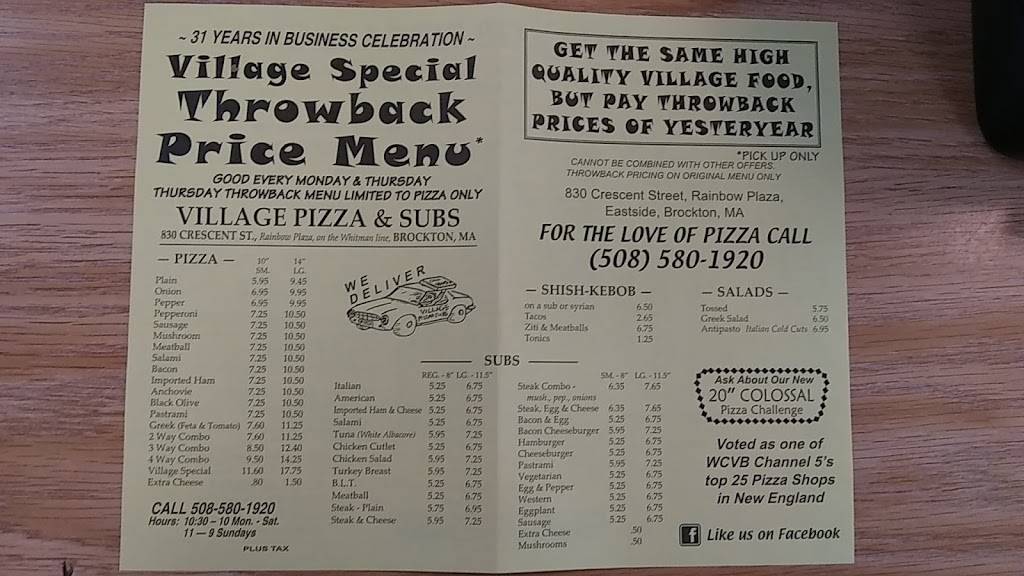 ~ 31 YEARS IN BUSINESS CELEBRATION ~
Village Special
Throwback
Price Menu*
GOOD EVERY MONDAY & THURSDAY
THURSDAY THROWBACK MENU LIMITED TO PIZZA ONLY
VILLAGE PIZZA & SUBS
830 CRESCENT ST., Rainbow Plaza, on the Whitman line, BROCKTON, MA
— PIZZA — 10" 14"
SM. LG.
Plain 5.95 9.45
Onion 6.95 9.95
Pepper 6.95 9.95
Pepperoni 7.25 10.50
Sausage 7.25 10.50
Mushroom 7.25 10.50
Meatball 7.25 10.50
Salami 7.25 10.50
Bacon 7.25 10.50
Imported Ham 7.25 10.50
Anchovie 7.25 10.50
Black Olive 7.25 10.50
Pastrami 7.25 10.50
Greek (Feta & Tomato) 7.60 11.25
2 Way Combo 7.60 11.25
3 Way Combo 8.50 12.40
4 Way Combo 9.50 14.25
Village Special 11.60 17.75
Extra Cheese .80 1.50
CALL 508-580-1920
Hours: 10:30 – 10 Mon. - Sat.
11 — 9 Sundays
PLUS TAX
WE DELIVER
VILLAGE
GET THE SAME HIGH
QUALITY VILLAGE FOOD,
BUT PAY THROWBACK
PRICES OF YESTERYEAR
*PICK UP ONLY
CANNOT BE COMBINED WITH OTHER OFFERS.
THROWBACK PRICING ON ORIGINAL MENU ONLY
830 Crescent Street, Rainbow Plaza,
Eastside, Brockton, MA
FOR THE LOVE OF PIZZA CALL
(508) 580-1920
— SHISH-KEBOB —
on a sub or syrian 6.50
Tacos 2.65
Ziti & Meatballs 6.75
Tonics 1.25
— SALADS —
Tossed 5.75
Greek Salad 6.50
Antipasto Italian Cold Cuts 6.95
SUBS
REG. - 8" LG. - 11.5"
Italian 5.25 6.75
American 5.25 6.75
Imported Ham & Cheese 5.25 6.75
Salami 5.25 6.75
Tuna (White Albacore) 5.95 7.25
Chicken Cutlet 5.25 6.75
Chicken Salad 5.95 7.25
Turkey Breast 5.95 7.25
B.L.T. 5.25 6.75
Meatball 5.25 6.75
Steak - Plain 5.75 6.95
Steak & Cheese 5.95 7.25
SM. - 8" LG. - 11.5"
Steak Combo - 6.35 7.65
mush., pep., onions
Steak, Egg & Cheese 6.35 7.65
Bacon & Egg 5.25 6.75
Bacon Cheeseburger 5.95 7.25
Hamburger 5.25 6.75
Cheeseburger 5.25 6.75
Pastrami 5.95 7.25
Vegetarian 5.25 6.75
Egg & Pepper 5.25 6.75
Western 5.25 6.75
Eggplant 5.25 6.75
Sausage 5.25 6.75
Extra Cheese .50
Mushrooms .50
Ask About Our New
20" COLOSSAL
Pizza Challenge
Voted as one of
WCVB Channel 5's
top 25 Pizza Shops
in New England
f Like us on Facebook